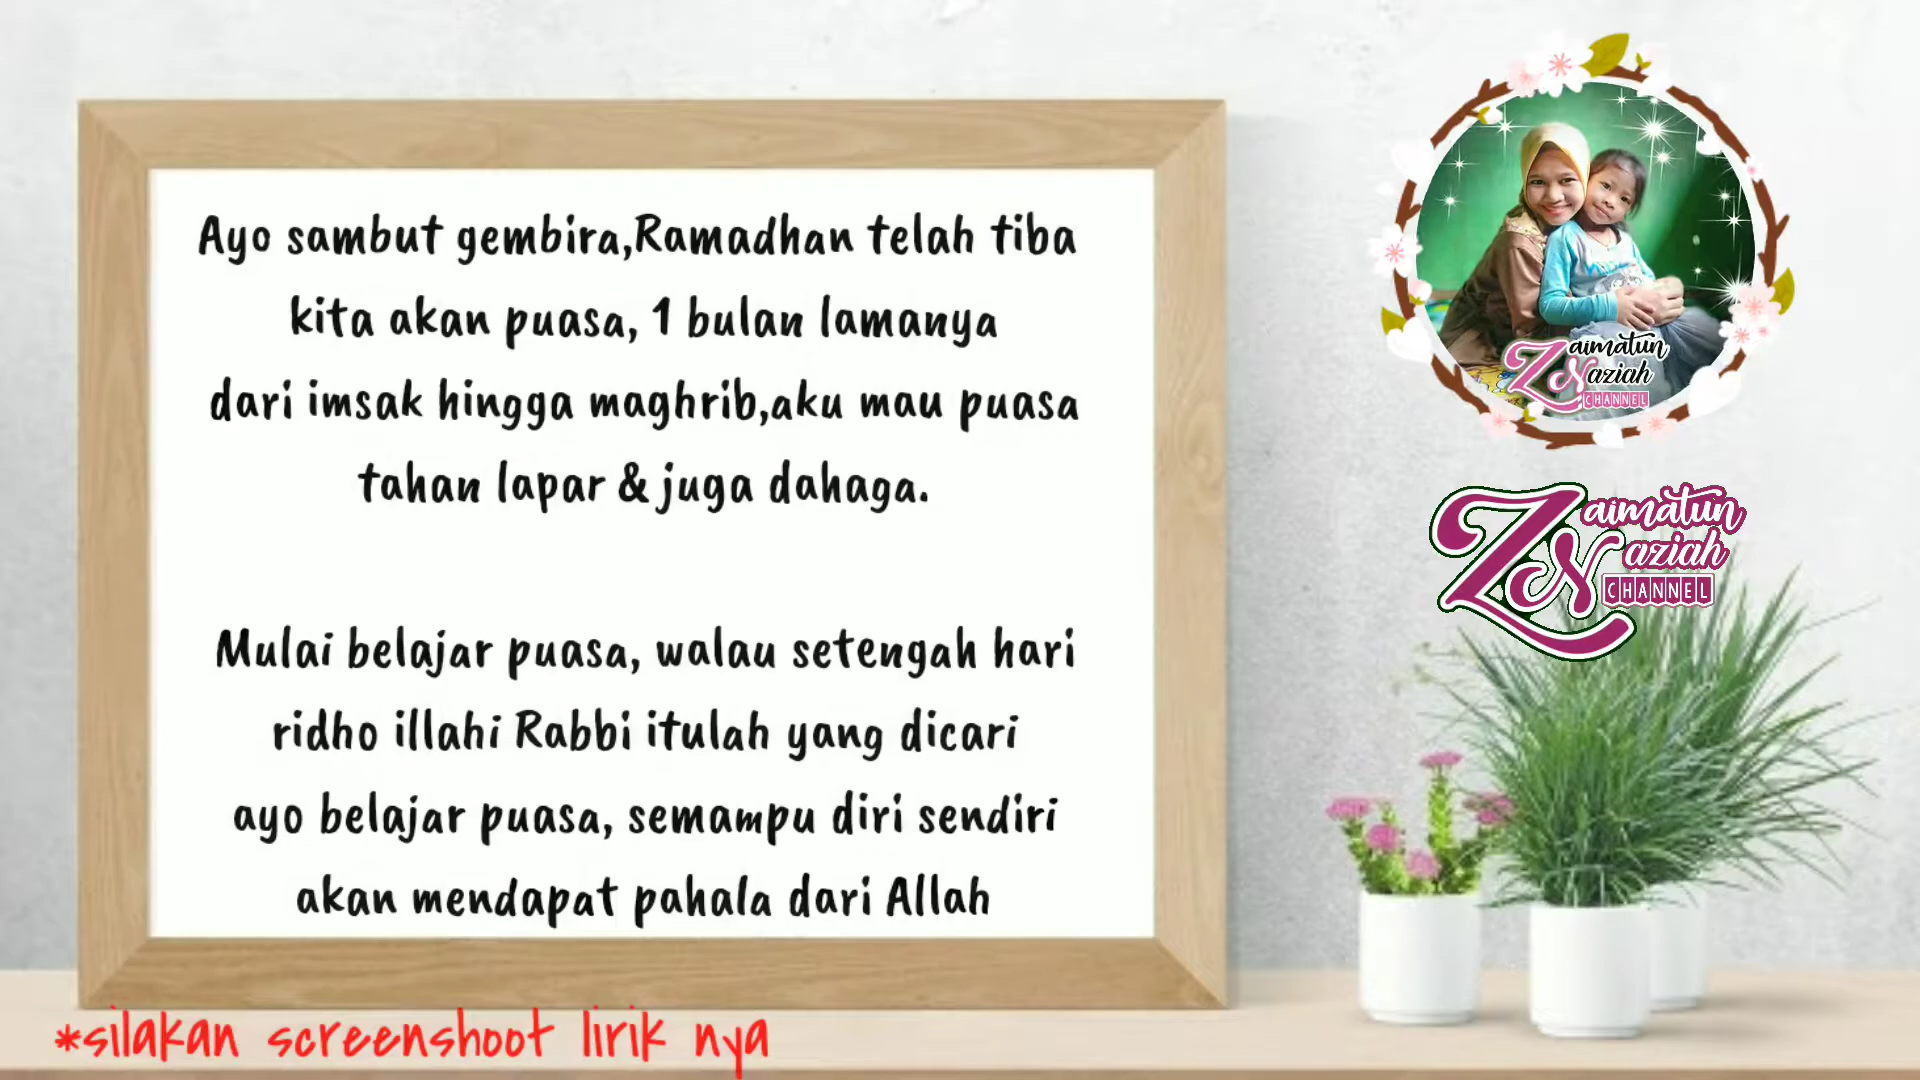 Ayo sambut gembira,Ramadhan telah tiba
kita akan puasa, 1 bulan lamanya
dari imsak hingga maghrib,aku mau puasa
tahan lapar & juga dahaga.
Mulai belajar puasa, walau setengah hari
ridho illahi Rabbi itulah yang dicari
ayo belajar puasa, semampu diri sendiri
akan mendapat pahala dari Allah
*silakan screenshoot lirik nya
Zaimatun
Naziah
CHANNEL
Zaimatun
Naziah
CHANNEL